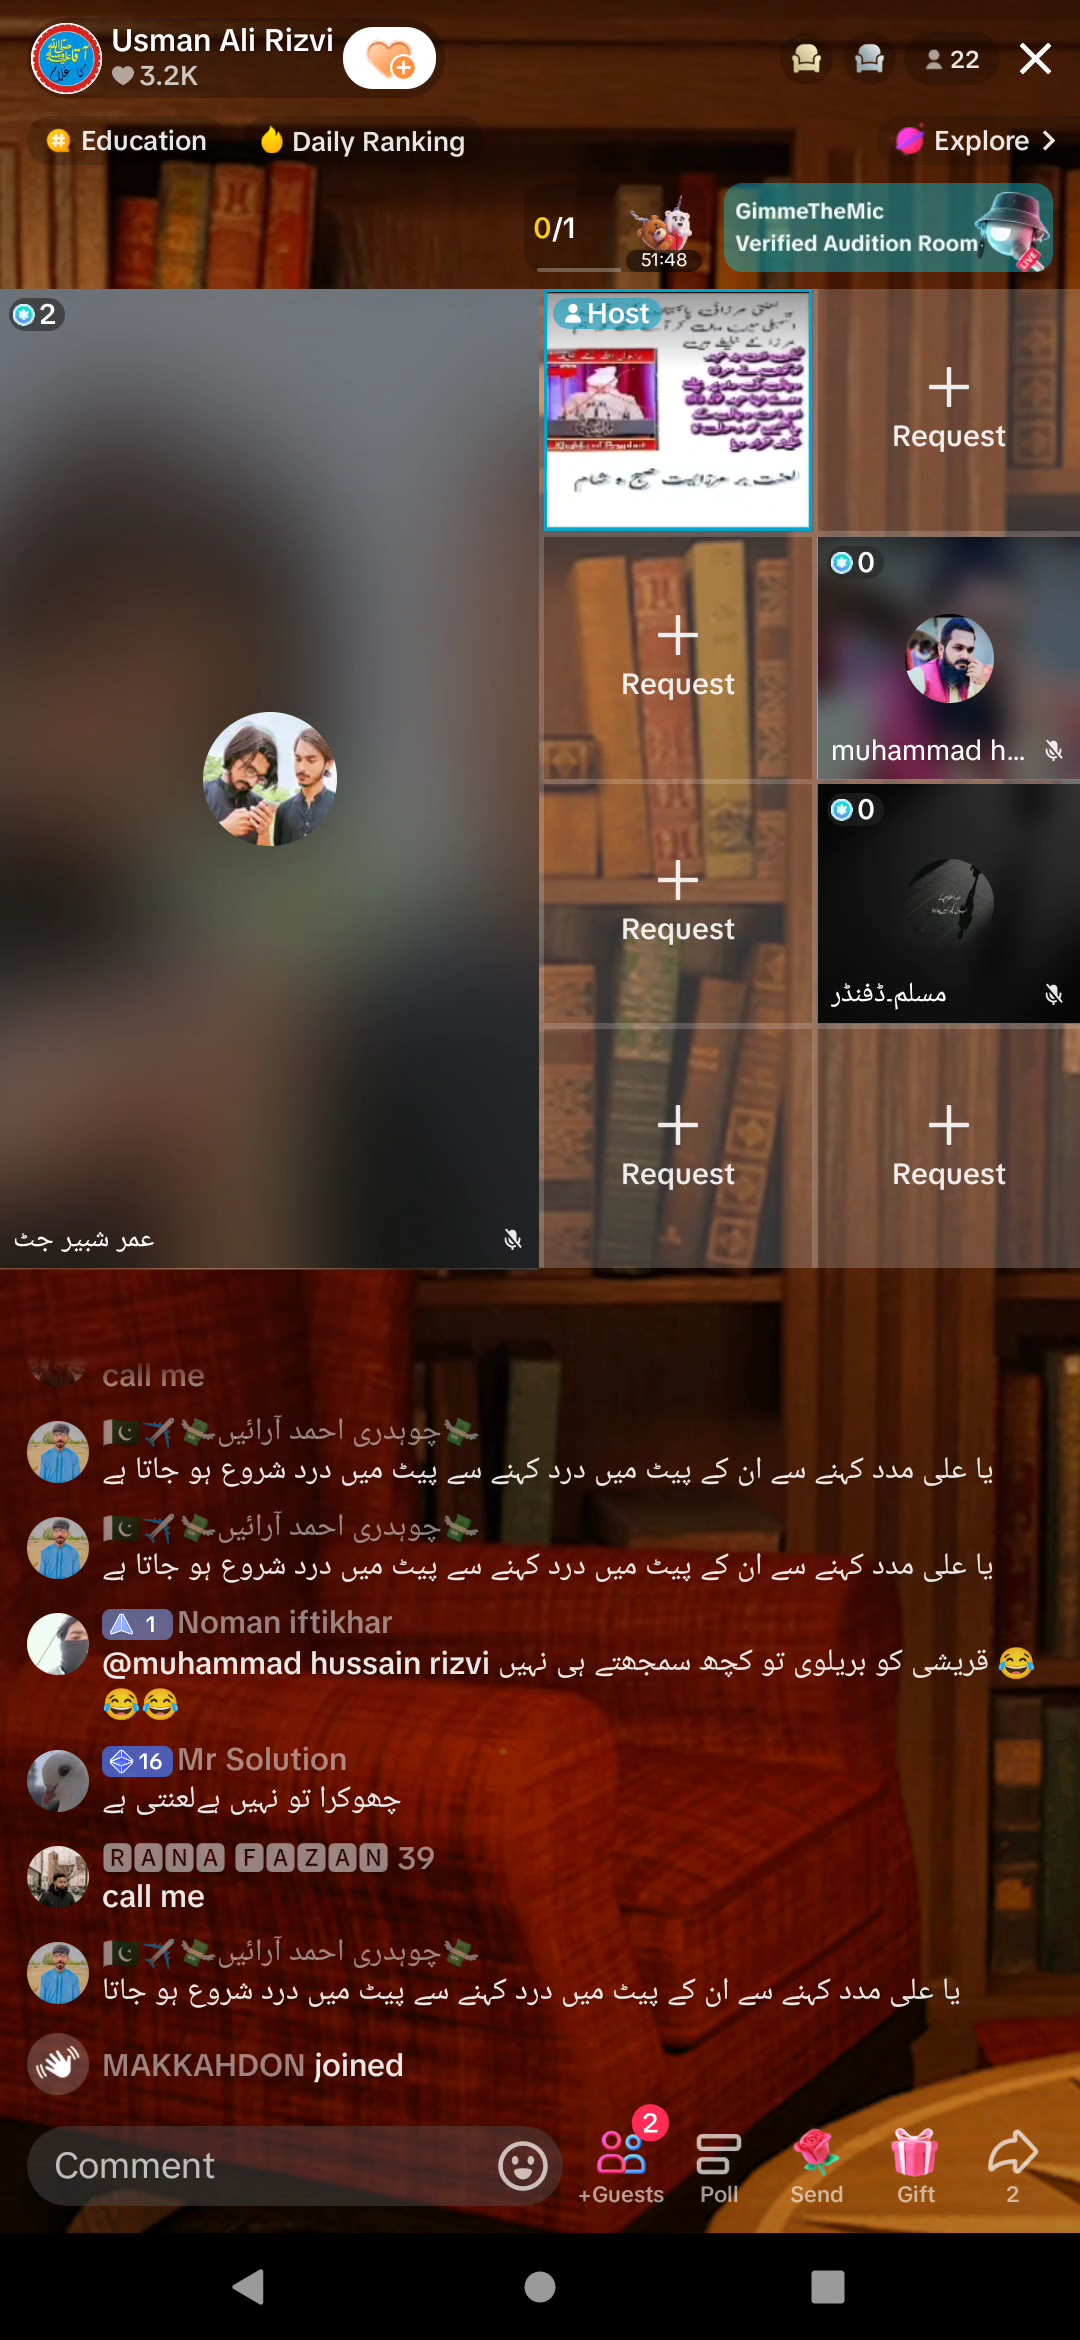 Usman Ali Rizvi
3.2K
22
Education
Daily Ranking
Explore
0/1
51:48
GimmeTheMic
Verified Audition Room
LIVE
2
Host
لعنت بر مرزایت صبح و شام
Request
Request
0
muhammad h...
Request
0
مسلم۔ڈفنڈر
Request
Request
عمر شبیر جٹ
call me
چوہدری احمد آرائیں
یا علی مدد کہنے سے ان کے پیٹ میں درد کہنے سے پیٹ میں درد شروع ہو جاتا ہے
چوہدری احمد آرائیں
یا علی مدد کہنے سے ان کے پیٹ میں درد کہنے سے پیٹ میں درد شروع ہو جاتا ہے
1 Noman iftikhar
@muhammad hussain rizvi قریشی کو بریلوی تو کچھ سمجھتے ہی نہیں 😂
😂😂
16 Mr Solution
چھوکرا تو نہیں ہےلعنتی ہے
RANA FAZAN 39
call me
چوہدری احمد آرائیں
یا علی مدد کہنے سے ان کے پیٹ میں درد کہنے سے پیٹ میں درد شروع ہو جاتا
MAKKAHDON joined
Comment
2
+Guests
Poll
Send
Gift
2